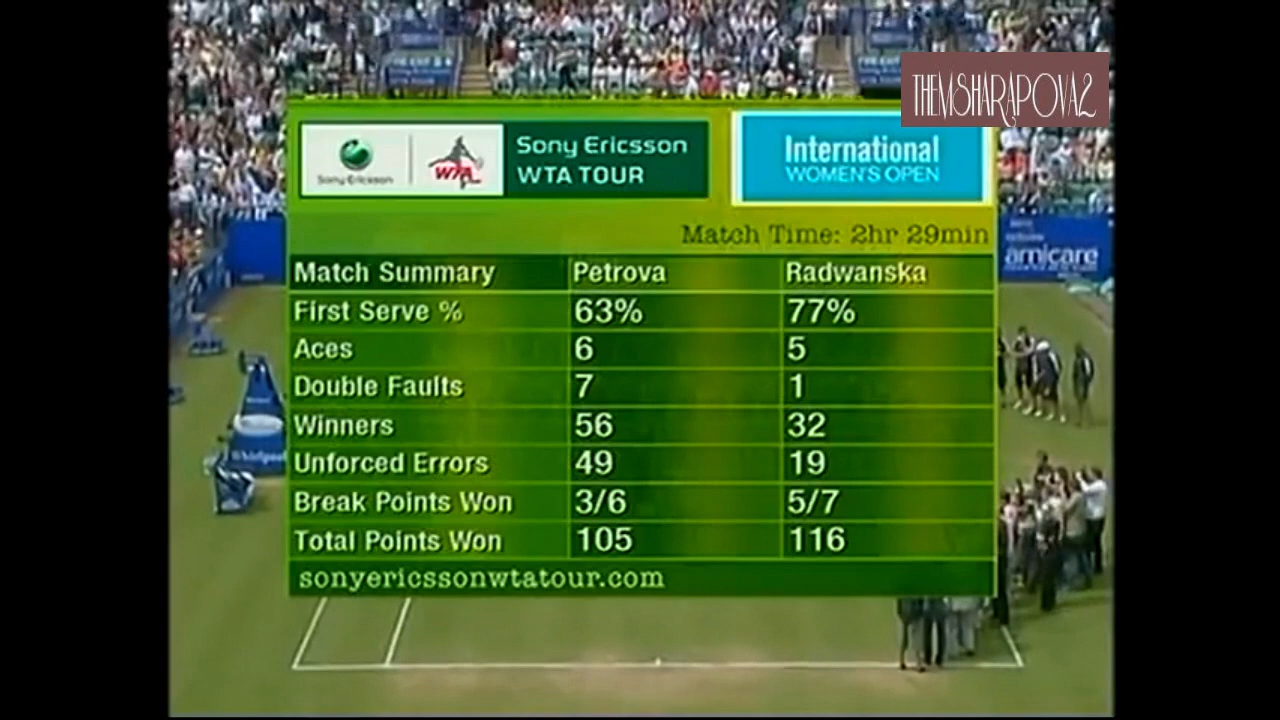 THEMSHARAPOVA2
Sony Ericsson
WTA
Sony Ericsson
WTA TOUR
International
WOMEN'S OPEN
Match Time: 2hr 29min
Match Summary Petrova Radwanska
First Serve % 63% 77%
Aces 6 5
Double Faults 7 1
Winners 56 32
Unforced Errors 49 19
Break Points Won 3/6 5/7
Total Points Won 105 116
sonyericssonwtatour.com
arnicare
Whirlpool